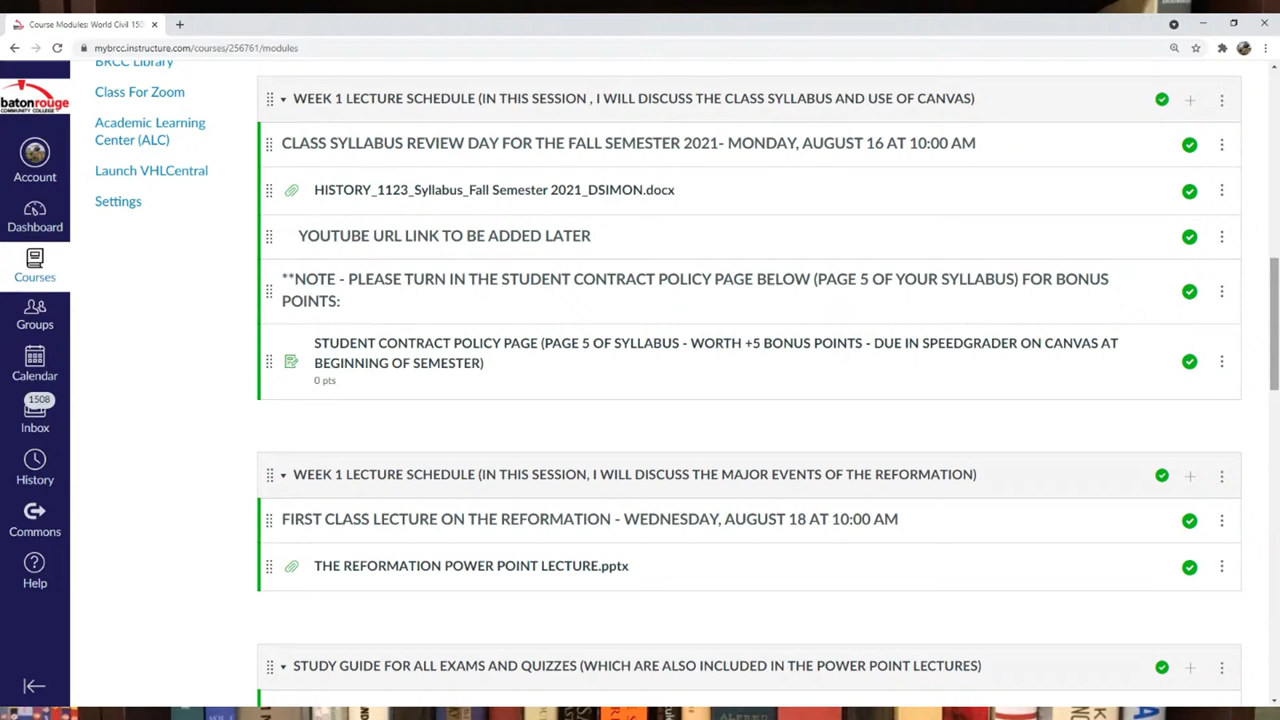 Course Modules: World Civil 150
mybrcc.instructure.com/courses/256761/modules
batonrouge
COMMUNITY COLLEGE
Account
Dashboard
Courses
Groups
Calendar
1508
Inbox
History
Commons
Help
BRCC Library
Class For Zoom
Academic Learning
Center (ALC)
Launch VHLCentral
Settings
WEEK 1 LECTURE SCHEDULE (IN THIS SESSION , I WILL DISCUSS THE CLASS SYLLABUS AND USE OF CANVAS)
CLASS SYLLABUS REVIEW DAY FOR THE FALL SEMESTER 2021- MONDAY, AUGUST 16 AT 10:00 AM
HISTORY_1123_Syllabus_Fall Semester 2021_DSIMON.docx
YOUTUBE URL LINK TO BE ADDED LATER
**NOTE - PLEASE TURN IN THE STUDENT CONTRACT POLICY PAGE BELOW (PAGE 5 OF YOUR SYLLABUS) FOR BONUS
POINTS:
STUDENT CONTRACT POLICY PAGE (PAGE 5 OF SYLLABUS - WORTH +5 BONUS POINTS - DUE IN SPEEDGRADER ON CANVAS AT
BEGINNING OF SEMESTER)
0 pts
WEEK 1 LECTURE SCHEDULE (IN THIS SESSION, I WILL DISCUSS THE MAJOR EVENTS OF THE REFORMATION)
FIRST CLASS LECTURE ON THE REFORMATION - WEDNESDAY, AUGUST 18 AT 10:00 AM
THE REFORMATION POWER POINT LECTURE.pptx
STUDY GUIDE FOR ALL EXAMS AND QUIZZES (WHICH ARE ALSO INCLUDED IN THE POWER POINT LECTURES)